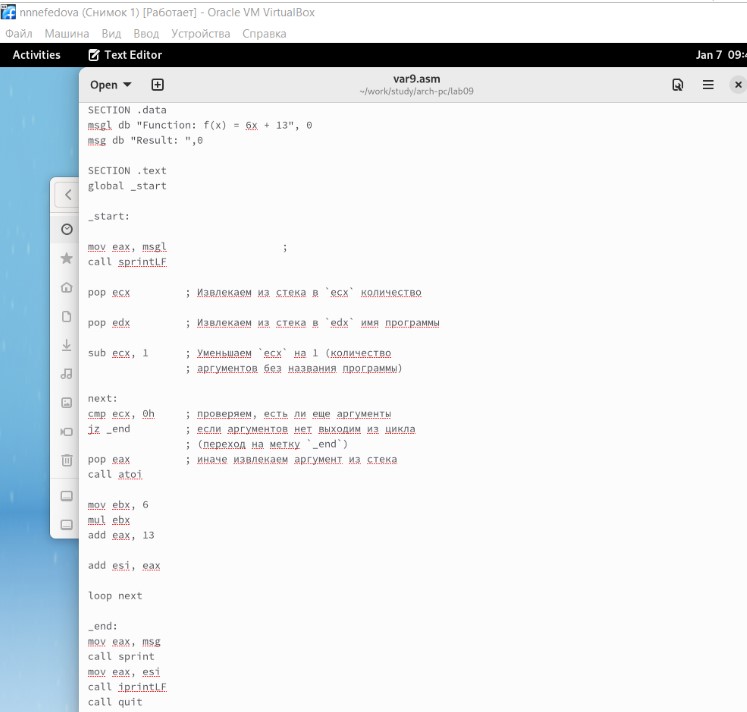 nnnefedova (Снимок 1) [Работает] - Oracle VM VirtualBox
Файл Машина Вид Ввод Устройства Справка
Activities Text Editor Jan 7 09:4
Open var9.asm
~/work/study/arch-pc/lab09
SECTION .data
msgl db "Function: f(x) = 6x + 13", 0
msg db "Result: ",0
SECTION .text
global _start
_start:
mov eax, msgl ;
call sprintLF
pop ecx ; Извлекаем из стека в `ecx` количество
pop edx ; Извлекаем из стека в `edx` имя программы
sub ecx, 1 ; Уменьшаем `ecx` на 1 (количество
; аргументов без названия программы)
next:
cmp ecx, 0h ; проверяем, есть ли еще аргументы
jz _end ; если аргументов нет выходим из цикла
; (переход на метку `_end`)
pop eax ; иначе извлекаем аргумент из стека
call atoi
mov ebx, 6
mul ebx
add eax, 13
add esi, eax
loop next
_end:
mov eax, msg
call sprint
mov eax, esi
call iprintLF
call quit